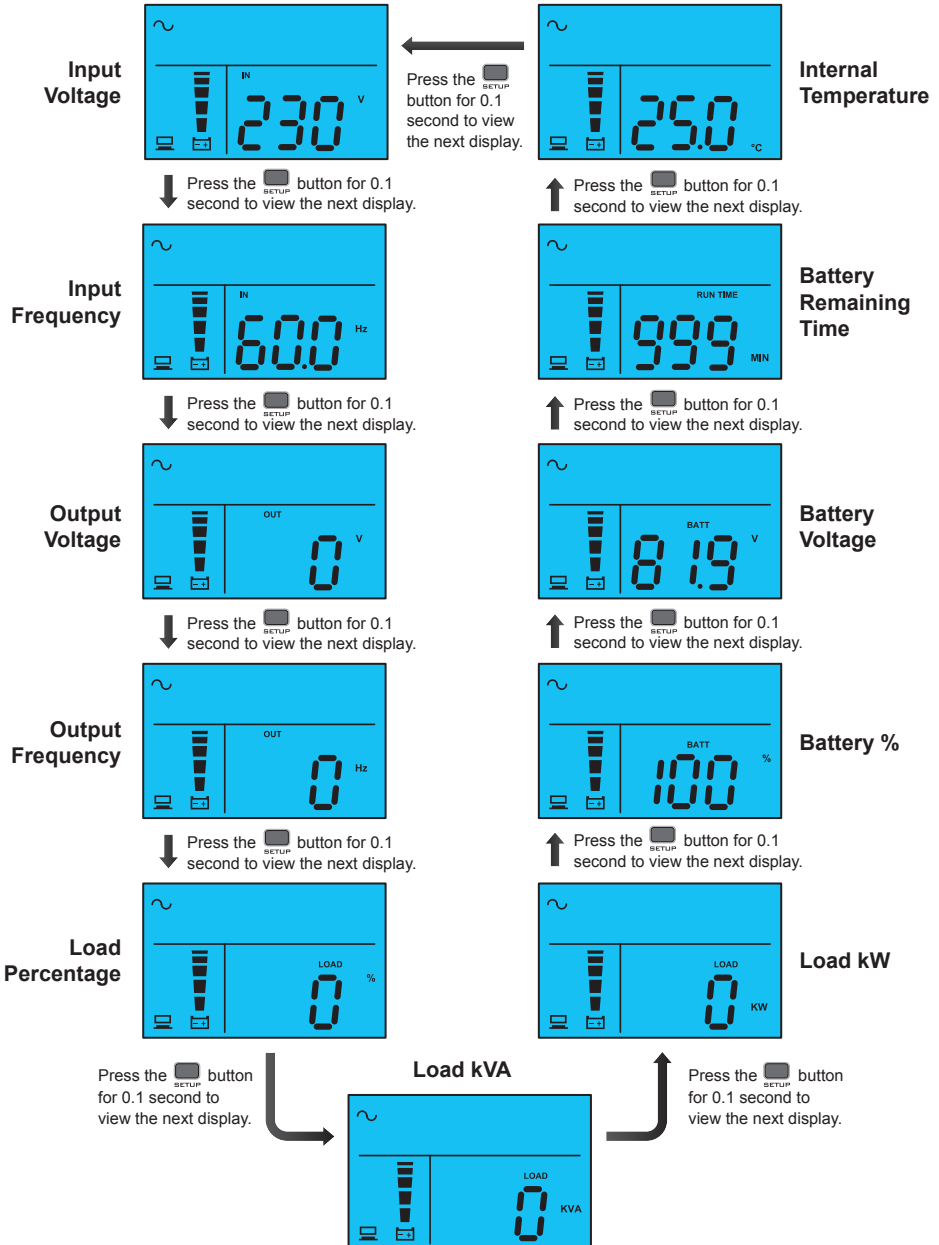 Input
Voltage
IN
230 V
- +
Press the SETUP
button for 0.1
second to view
the next display.
25.0 °C
- +
Internal
Temperature
Press the SETUP button for 0.1
second to view the next display.
Press the SETUP button for 0.1
second to view the next display.
Input
Frequency
IN
60.0 Hz
- +
RUN TIME
999 MIN
- +
Battery
Remaining
Time
Press the SETUP button for 0.1
second to view the next display.
Press the SETUP button for 0.1
second to view the next display.
Output
Voltage
OUT
0 V
- +
BATT
81.9 V
- +
Battery
Voltage
Press the SETUP button for 0.1
second to view the next display.
Press the SETUP button for 0.1
second to view the next display.
Output
Frequency
OUT
0 Hz
- +
BATT
100 %
- +
Battery %
Press the SETUP button for 0.1
second to view the next display.
Press the SETUP button for 0.1
second to view the next display.
Load
Percentage
LOAD
0 %
- +
LOAD
0 KW
- +
Load kW
Press the SETUP button
for 0.1 second to
view the next display.
Load kVA
LOAD
0 KVA
- +
Press the SETUP button
for 0.1 second to
view the next display.